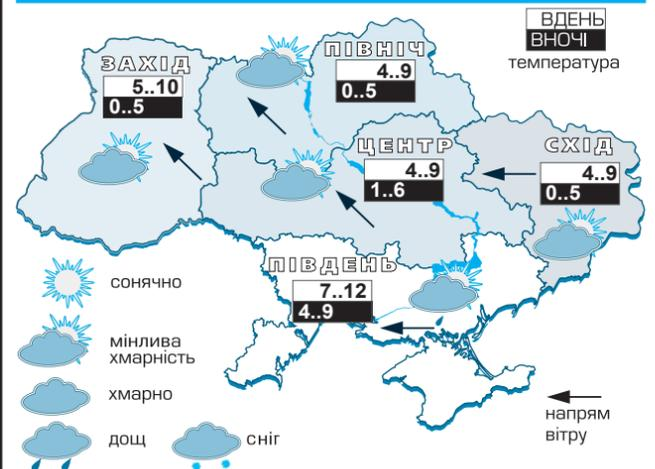 ВДЕНЬ
ВНОЧІ
температура
ЗАХІД
5..10
0..5
ПІВНІЧ
4..9
0..5
ЦЕНТР
4..9
1..6
СХІД
4..9
0..5
ПІВДЕНЬ
7..12
4..9
сонячно
мінлива
хмарність
хмарно
дощ
сніг
напрям
вітру